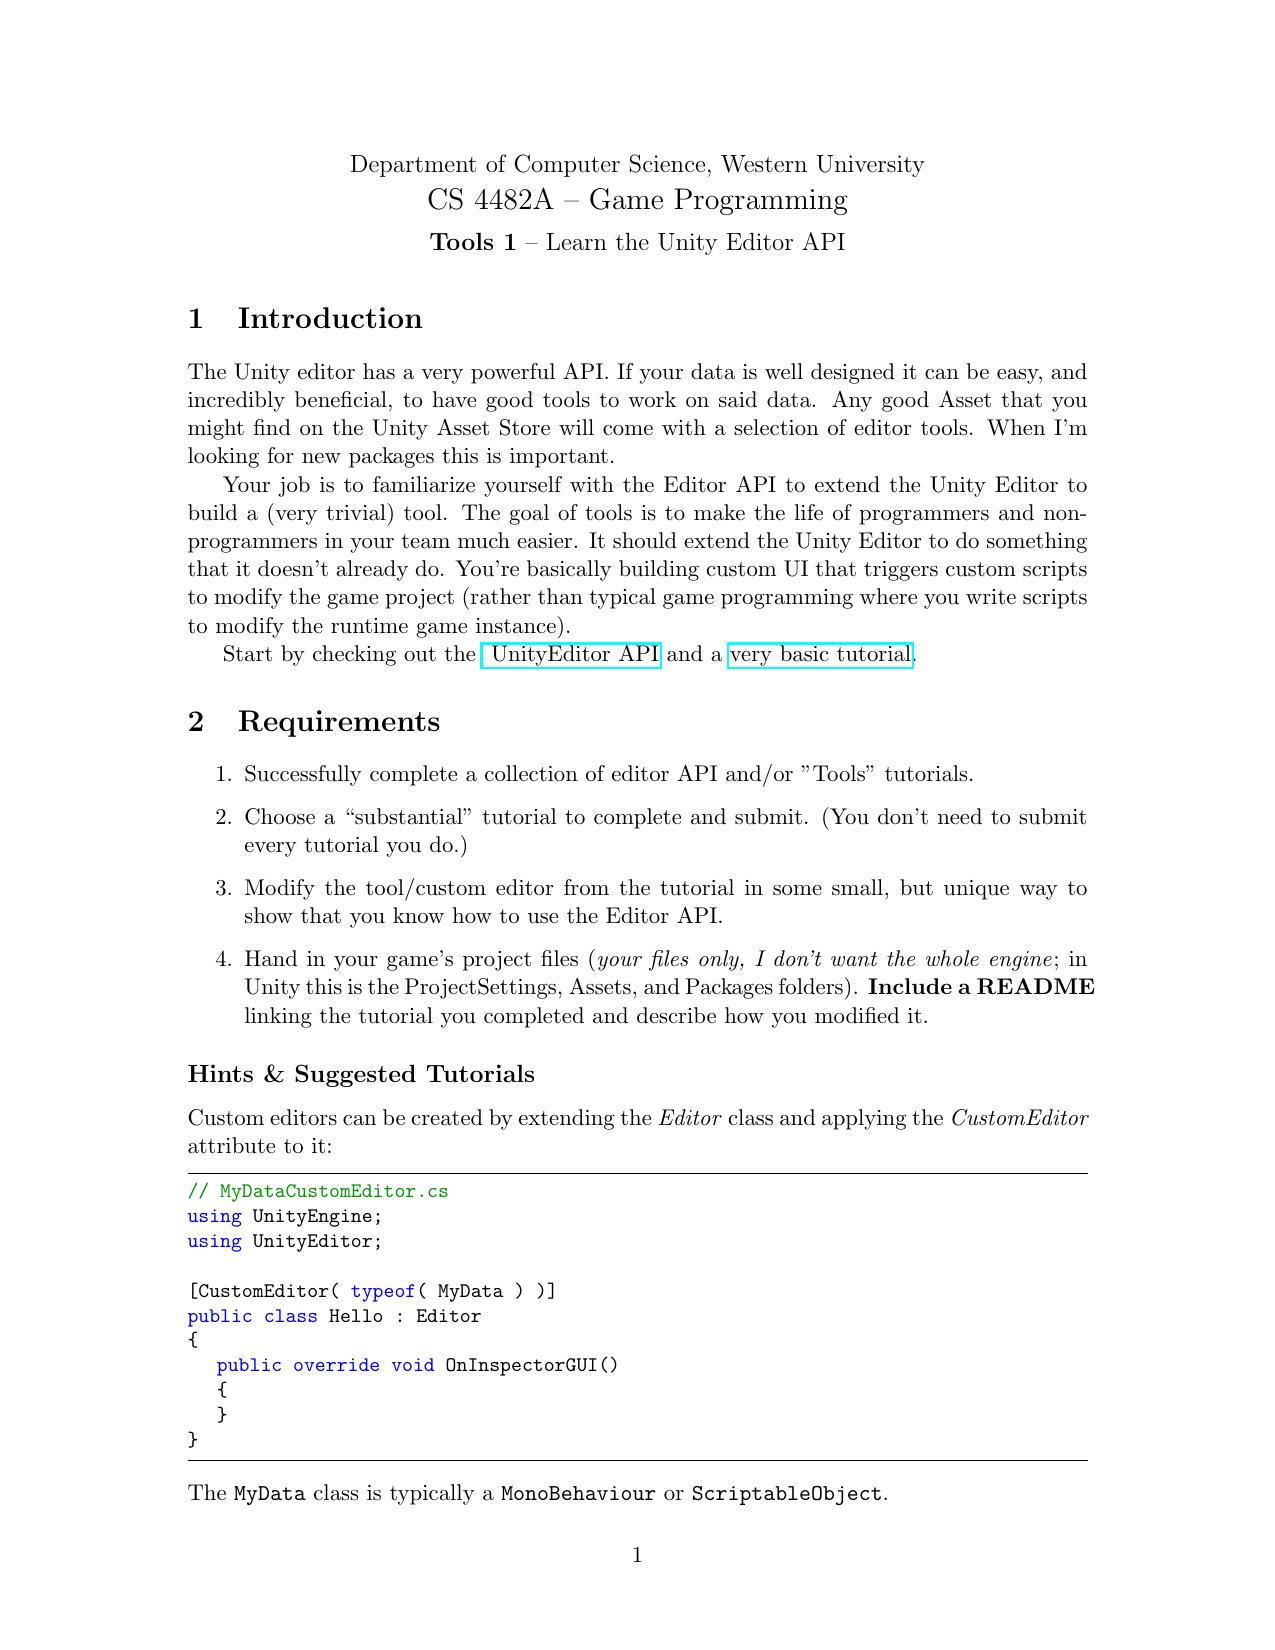 Department of Computer Science, Western University
CS 4482A – Game Programming
Tools 1 – Learn the Unity Editor API
1 Introduction
The Unity editor has a very powerful API. If your data is well designed it can be easy, and
incredibly beneficial, to have good tools to work on said data. Any good Asset that you
might find on the Unity Asset Store will come with a selection of editor tools. When I'm
looking for new packages this is important.
Your job is to familiarize yourself with the Editor API to extend the Unity Editor to
build a (very trivial) tool. The goal of tools is to make the life of programmers and non-
programmers in your team much easier. It should extend the Unity Editor to do something
that it doesn't already do. You're basically building custom UI that triggers custom scripts
to modify the game project (rather than typical game programming where you write scripts
to modify the runtime game instance).
Start by checking out the UnityEditor API and a very basic tutorial.
2 Requirements
1. Successfully complete a collection of editor API and/or ”Tools” tutorials.
2. Choose a “substantial” tutorial to complete and submit. (You don't need to submit
every tutorial you do.)
3. Modify the tool/custom editor from the tutorial in some small, but unique way to
show that you know how to use the Editor API.
4. Hand in your game's project files (your files only, I don't want the whole engine; in
Unity this is the ProjectSettings, Assets, and Packages folders). Include a README
linking the tutorial you completed and describe how you modified it.
Hints & Suggested Tutorials
Custom editors can be created by extending the Editor class and applying the CustomEditor
attribute to it:
// MyDataCustomEditor.cs
using UnityEngine;
using UnityEditor;
[CustomEditor( typeof( MyData ) )]
public class Hello : Editor
{
public override void OnInspectorGUI()
{
}
}
The MyData class is typically a MonoBehaviour or ScriptableObject.
1